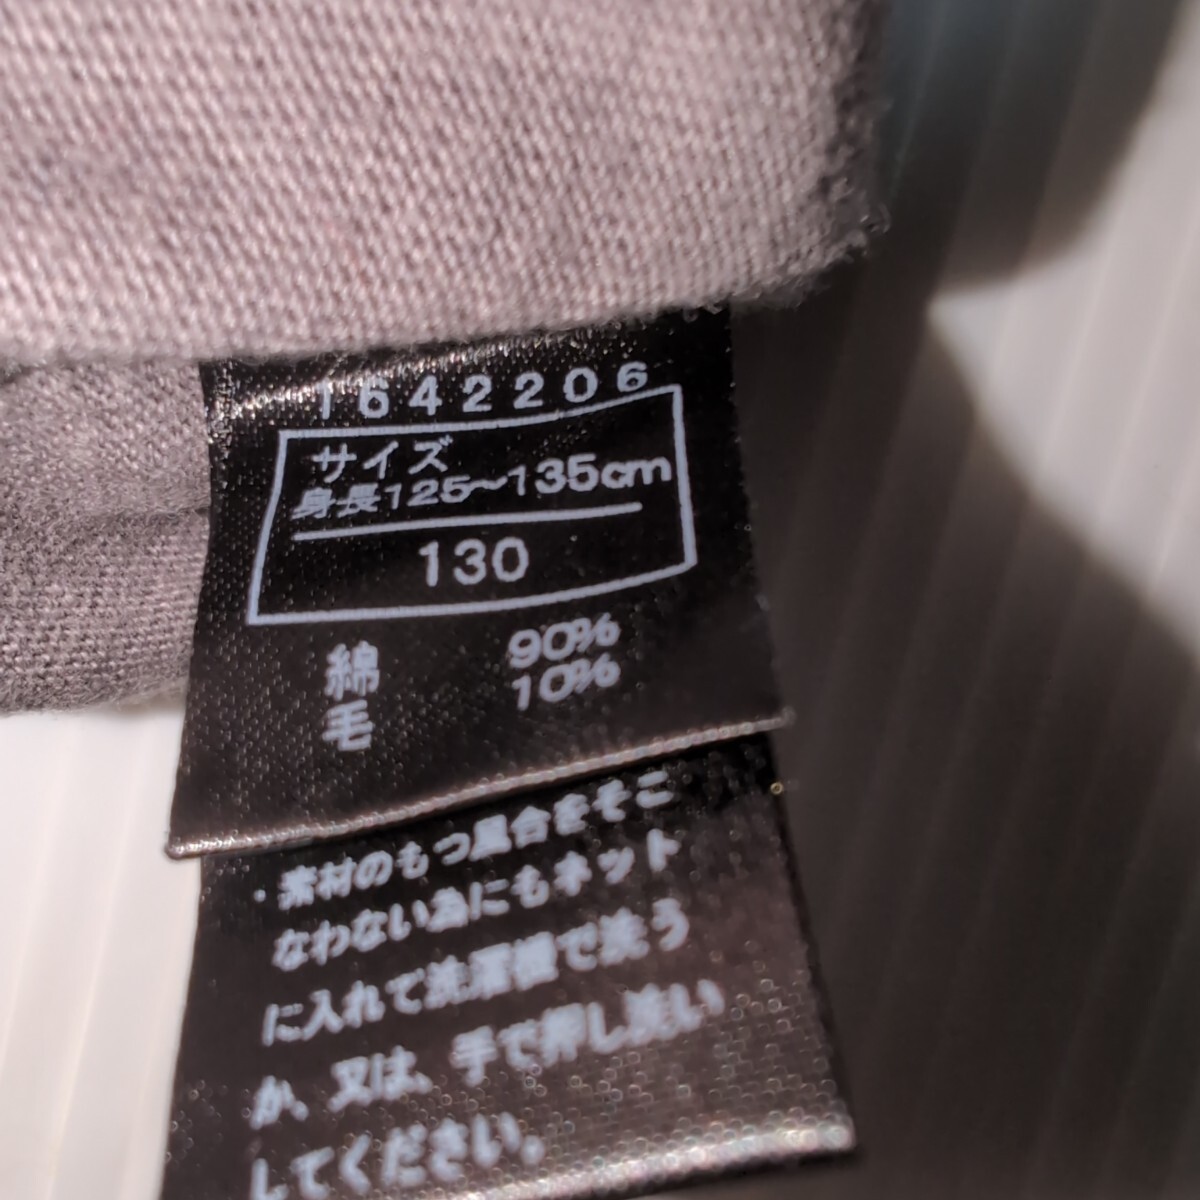 1642206
サイズ
身長125〜135cm
130
綿 90%
毛 10%
・素材のもつ風合をそこ
なわない為にもネット
に入れて洗濯機で洗う
か、又は、手で押し洗い
してください。